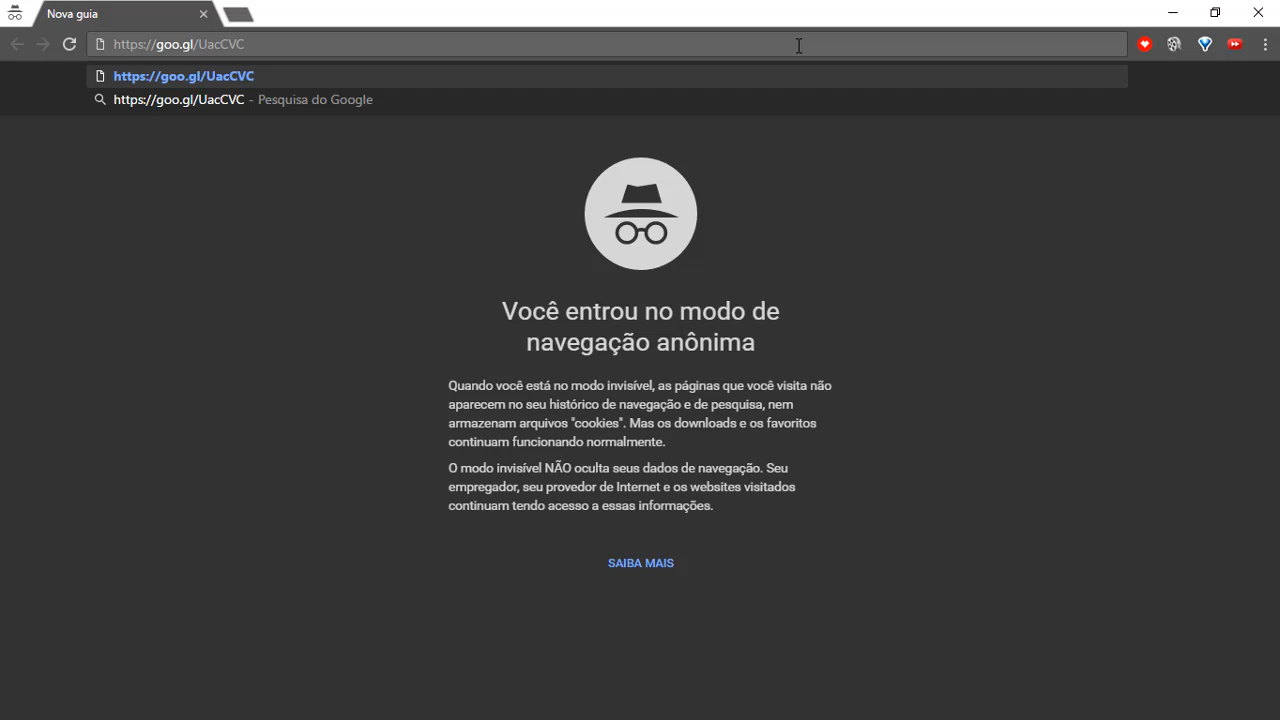 Nova guia
https://goo.gl/UacCVC
https://goo.gl/UacCVC
https://goo.gl/UacCVC - Pesquisa do Google
Você entrou no modo de
navegação anônima
Quando você está no modo invisível, as páginas que você visita não
aparecem no seu histórico de navegação e de pesquisa, nem
armazenam arquivos "cookies". Mas os downloads e os favoritos
continuam funcionando normalmente.
O modo invisível NÃO oculta seus dados de navegação. Seu
empregador, seu provedor de Internet e os websites visitados
continuam tendo acesso a essas informações.
SAIBA MAIS